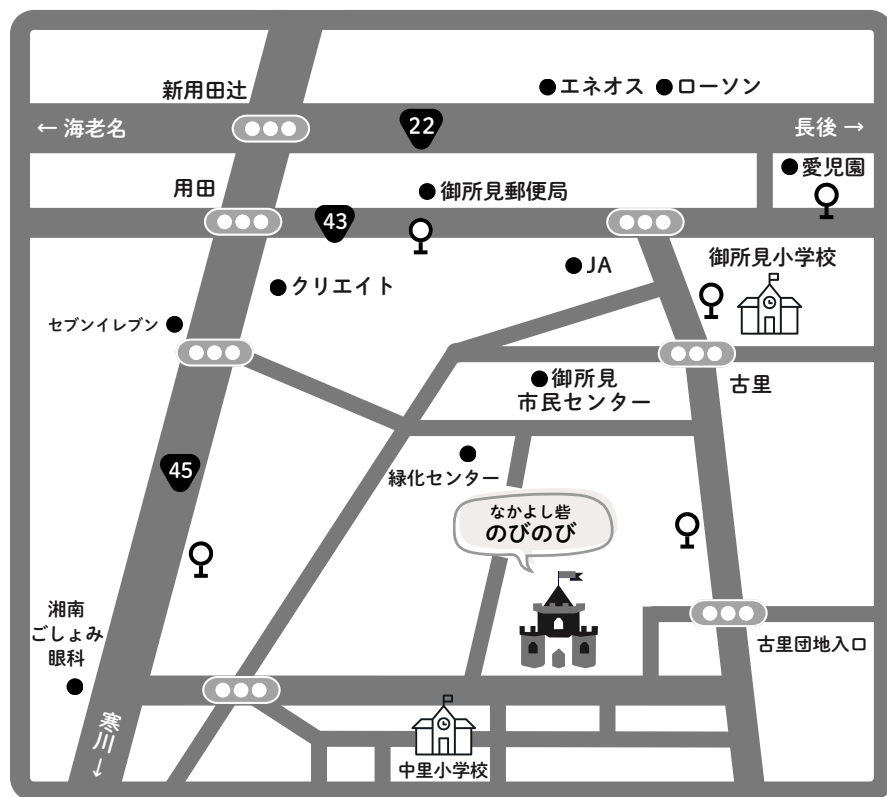 新用田辻
エネオス
ローソン
← 海老名
22
長後 →
愛児園
用田
御所見郵便局
43
御所見小学校
JA
クリエイト
セブンイレブン
御所見
市民センター
古里
45
緑化センター
なかよし砦
のびのび
湘南
ごしょみ
眼科
古里団地入口
寒川→
中里小学校